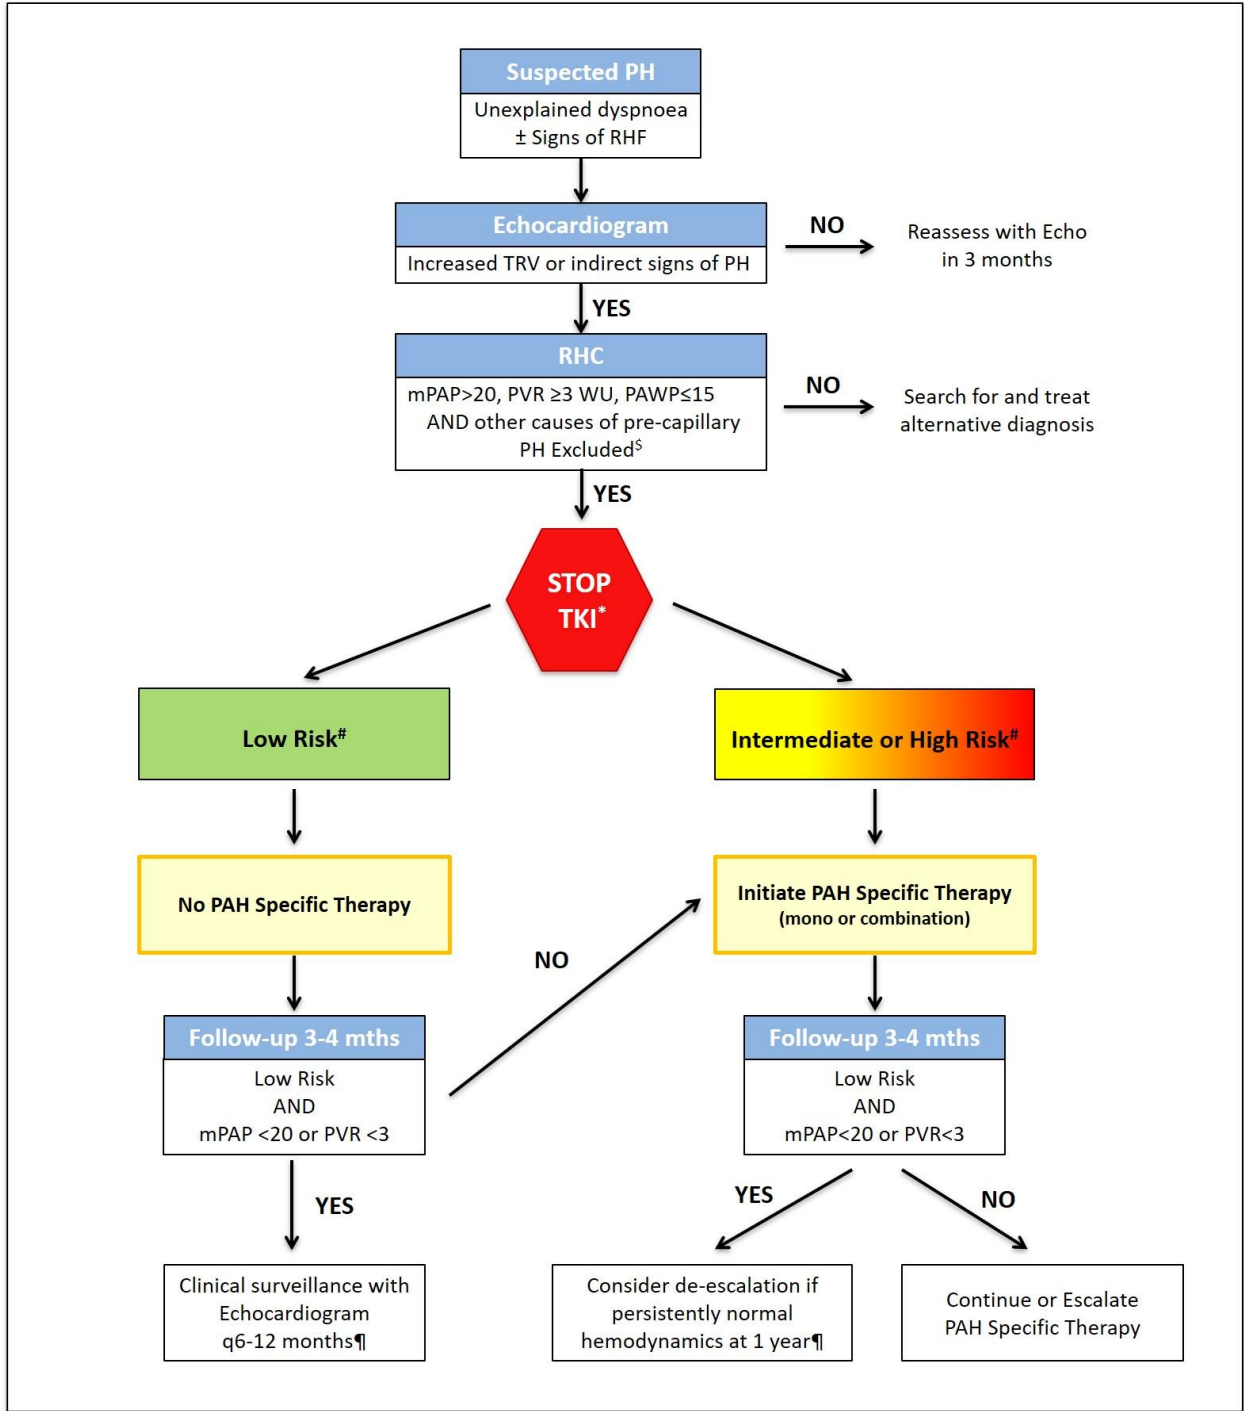 Suspected PH
Unexplained dyspnoea
± Signs of RHF
Echocardiogram
Increased TRV or indirect signs of PH
NO
Reassess with Echo
in 3 months
YES
RHC
mPAP>20, PVR ≥3 WU, PAWP≤15
AND other causes of pre-capillary
PH Excluded$
NO
Search for and treat
alternative diagnosis
YES
STOP
TKI*
Low Risk#
Intermediate or High Risk#
No PAH Specific Therapy
Initiate PAH Specific Therapy
(mono or combination)
NO
Follow-up 3-4 mths
Low Risk
AND
mPAP <20 or PVR <3
Follow-up 3-4 mths
Low Risk
AND
mPAP<20 or PVR<3
YES
YES
NO
Clinical surveillance with
Echocardiogram
q6-12 months¶
Consider de-escalation if
persistently normal
hemodynamics at 1 year¶
Continue or Escalate
PAH Specific Therapy